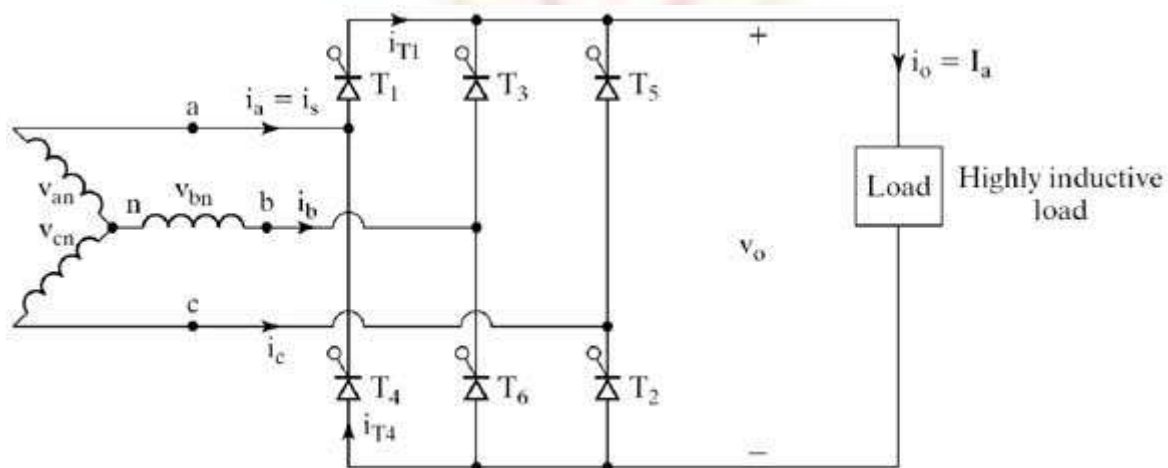 +
i_T1
T_1
T_3
T_5
i_o = I_a
a
i_a = i_s
v_an
n
v_bn
b
i_b
v_cn
v_o
Load
Highly inductive
load
c
i_c
T_4
T_6
T_2
i_T4
−